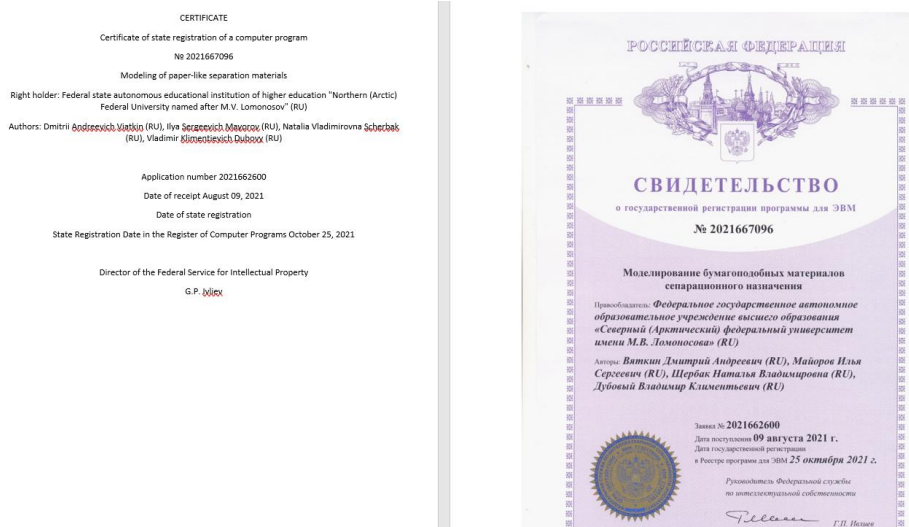 CERTIFICATE
Certificate of state registration of a computer program
№ 2021667096
Modeling of paper-like separation materials
Right holder: Federal state autonomous educational institution of higher education "Northern (Arctic)
Federal University named after M.V. Lomonosov" (RU)
Authors: Dmitrii Andreevich Viatkin (RU), Ilya Sergeevich Mayorov (RU), Natalia Vladimirovna Scherbak
(RU), Vladimir Klimentievich Dubovy (RU)
Application number 2021662600
Date of receipt August 09, 2021
Date of state registration
State Registration Date in the Register of Computer Programs October 25, 2021
Director of the Federal Service for Intellectual Property
G.P. Ivliev
РОССИЙСКАЯ ФЕДЕРАЦИЯ
СВИДЕТЕЛЬСТВО
о государственной регистрации программы для ЭВМ
№ 2021667096
Моделирование бумагоподобных материалов
сепарационного назначения
Правообладатель: Федеральное государственное автономное
образовательное учреждение высшего образования
«Северный (Арктический) федеральный университет
имени М.В. Ломоносова» (RU)
Авторы: Вяткин Дмитрий Андреевич (RU), Майоров Илья
Сергеевич (RU), Щербак Наталья Владимировна (RU),
Дубовый Владимир Климентьевич (RU)
Заявка № 2021662600
Дата поступления 09 августа 2021 г.
Дата государственной регистрации
в Реестре программ для ЭВМ 25 октября 2021 г.
Руководитель Федеральной службы
по интеллектуальной собственности
Г.П. Ивлиев